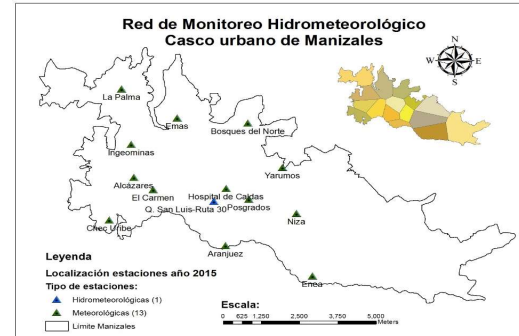 Red de Monitoreo Hidrometeorológico
Casco urbano de Manizales
N
W E
S
La Palma
Emas
Bosques del Norte
Ingeominas
Yarumos
Alcázares
El Carmen
Hospital de Caldas
Posgrados
Q. San Luis-Ruta 30
Niza
Chec Uribe
Aranjuez
Enea
Leyenda
Localización estaciones año 2015
Tipo de estaciones:
Hidrometeorológicas (1)
Meteorológicas (13)
Límite Manizales
Escala:
0 625 1,250 2,500 3,750 5,000
Meters